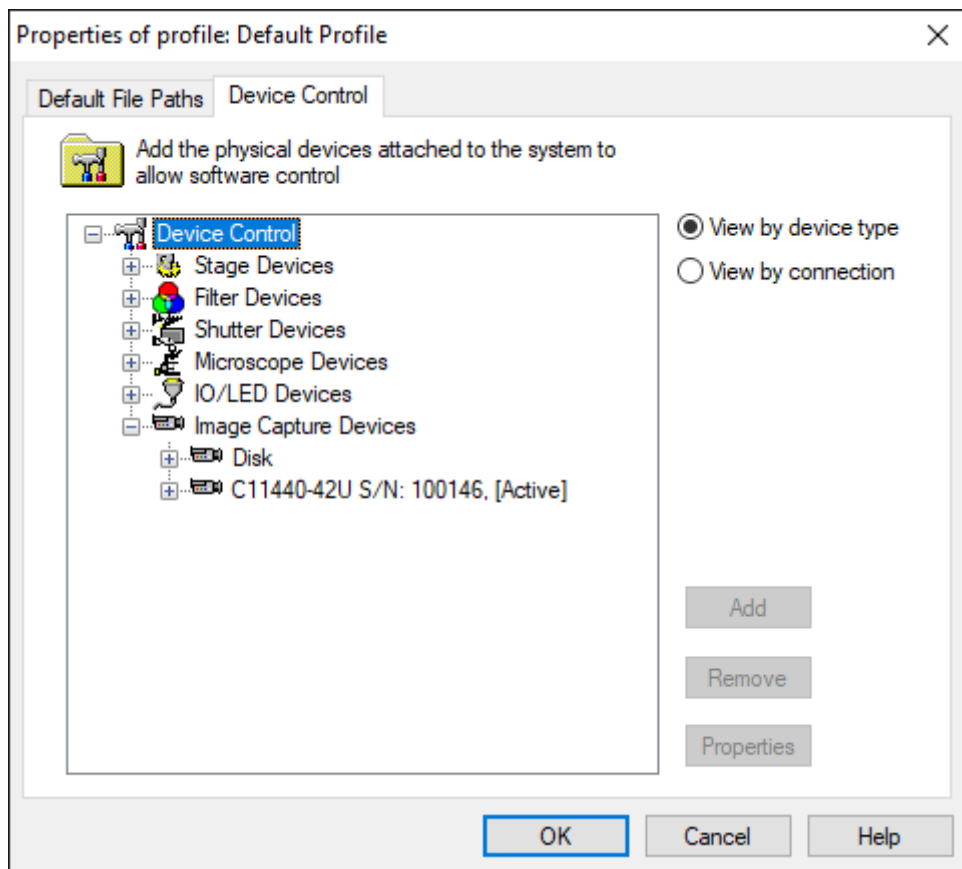 Properties of profile: Default Profile
Default File Paths
Device Control
Add the physical devices attached to the system to
allow software control
Device Control
Stage Devices
Filter Devices
Shutter Devices
Microscope Devices
IO/LED Devices
Image Capture Devices
Disk
C11440-42U S/N: 100146, [Active]
View by device type
View by connection
Add
Remove
Properties
OK
Cancel
Help